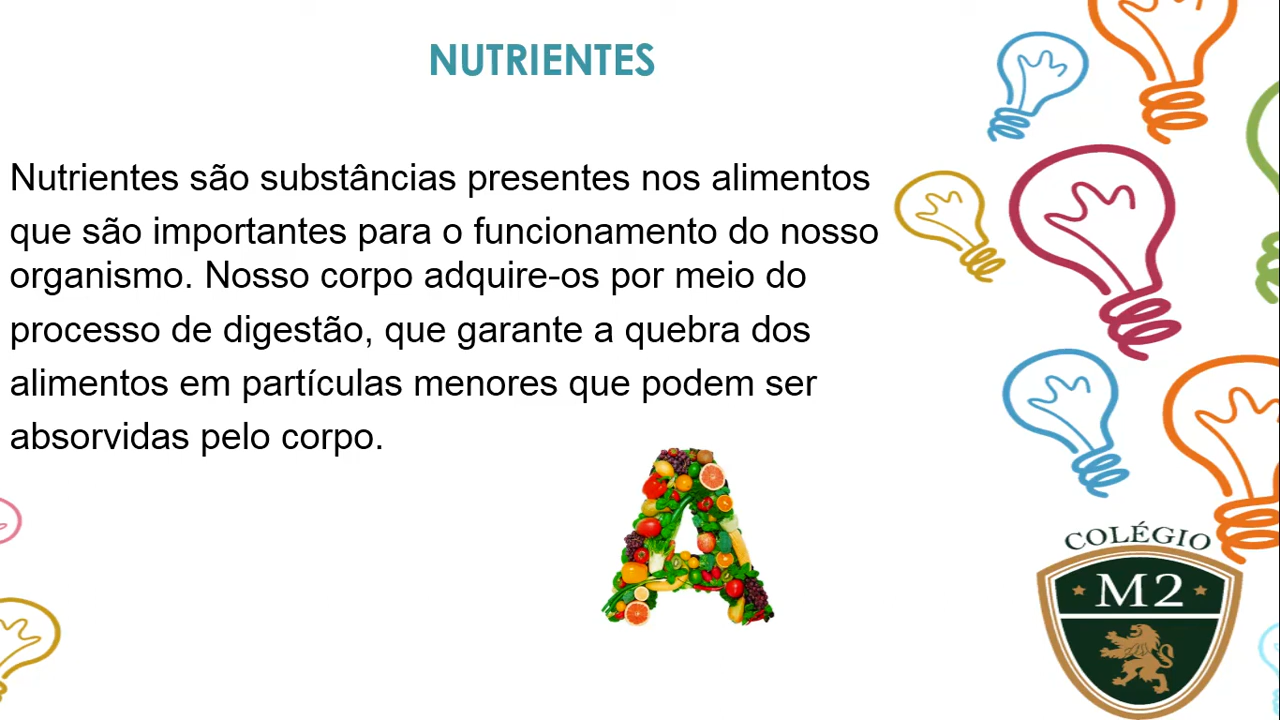 NUTRIENTES
Nutrientes são substâncias presentes nos alimentos
que são importantes para o funcionamento do nosso
organismo. Nosso corpo adquire-os por meio do
processo de digestão, que garante a quebra dos
alimentos em partículas menores que podem ser
absorvidas pelo corpo.
A
COLÉGIO
M2